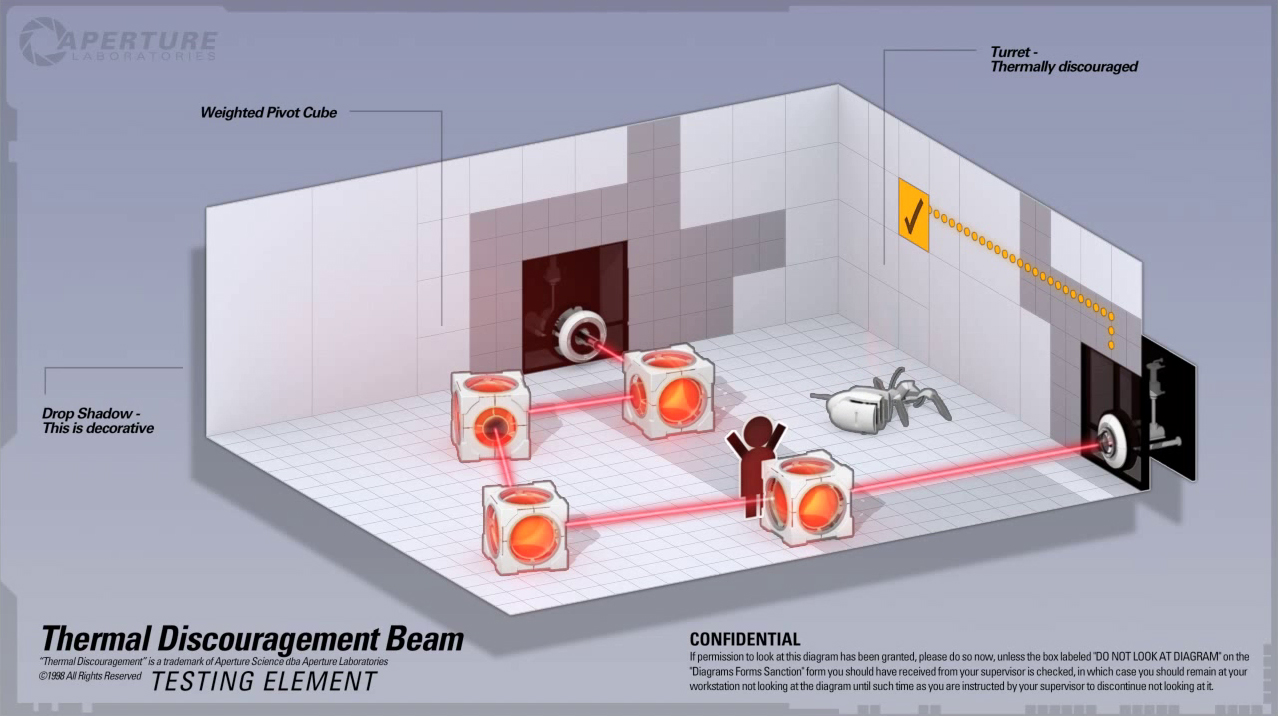 APERTURE
LABORATORIES
Turret -
Thermally discouraged
Weighted Pivot Cube
Drop Shadow -
This is decorative
Thermal Discouragement Beam
"Thermal Discouragement" is a trademark of Aperture Science dba Aperture Laboratories
©1998 All Rights Reserved TESTING ELEMENT
CONFIDENTIAL
If permission to look at this diagram has been granted, please do so now, unless the box labeled "DO NOT LOOK AT DIAGRAM" on the
"Diagrams Forms Sanction" form you should have received from your supervisor is checked, in which case you should remain at your
workstation not looking at the diagram until such time as you are instructed by your supervisor to discontinue not looking at it.